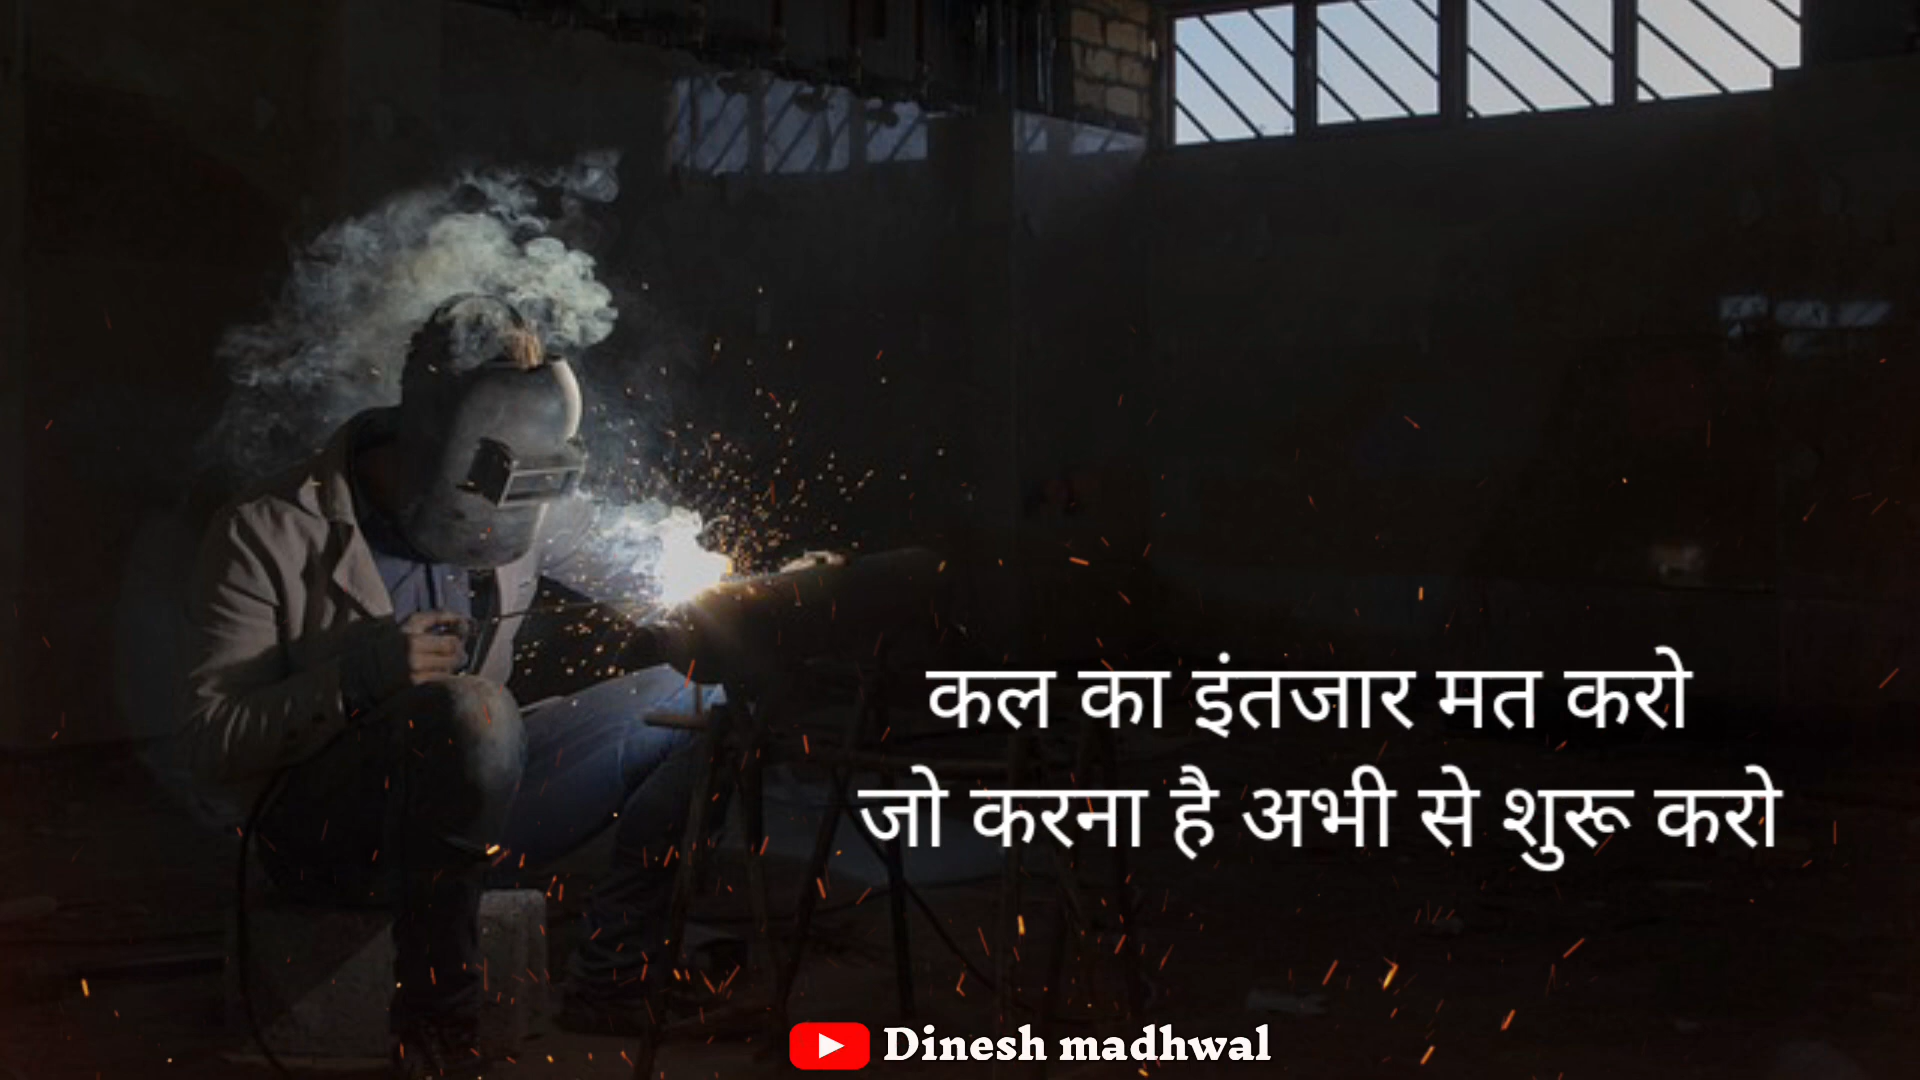 कल का इंतजार मत करो
जो करना है अभी से शुरू करो
Dinesh madhwal